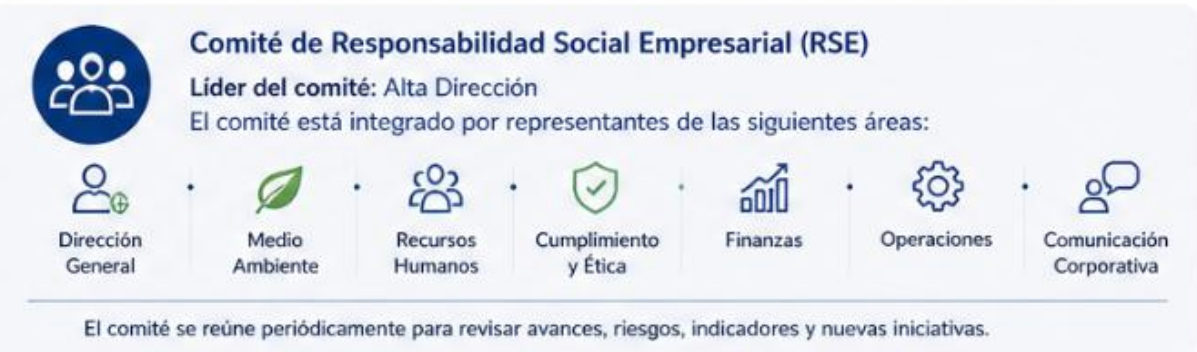 Comité de Responsabilidad Social Empresarial (RSE)
Líder del comité: Alta Dirección
El comité está integrado por representantes de las siguientes áreas:
Dirección
General
Medio
Ambiente
Recursos
Humanos
Cumplimiento
y Ética
Finanzas
Operaciones
Comunicación
Corporativa
El comité se reúne periódicamente para revisar avances, riesgos, indicadores y nuevas iniciativas.